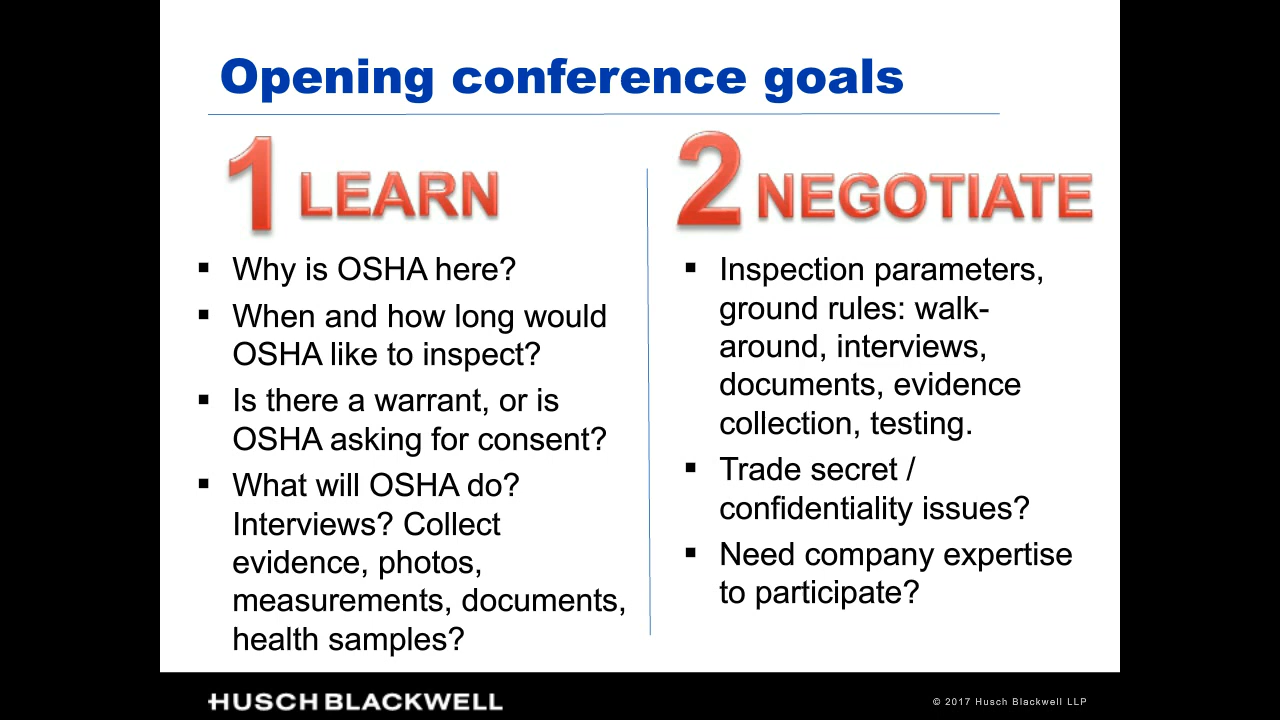 Opening conference goals
1 LEARN
▪ Why is OSHA here?
▪ When and how long would
OSHA like to inspect?
▪ Is there a warrant, or is
OSHA asking for consent?
▪ What will OSHA do?
Interviews? Collect
evidence, photos,
measurements, documents,
health samples?
2 NEGOTIATE
▪ Inspection parameters,
ground rules: walk-
around, interviews,
documents, evidence
collection, testing.
▪ Trade secret /
confidentiality issues?
▪ Need company expertise
to participate?
HUSCH BLACKWELL
© 2017 Husch Blackwell LLP